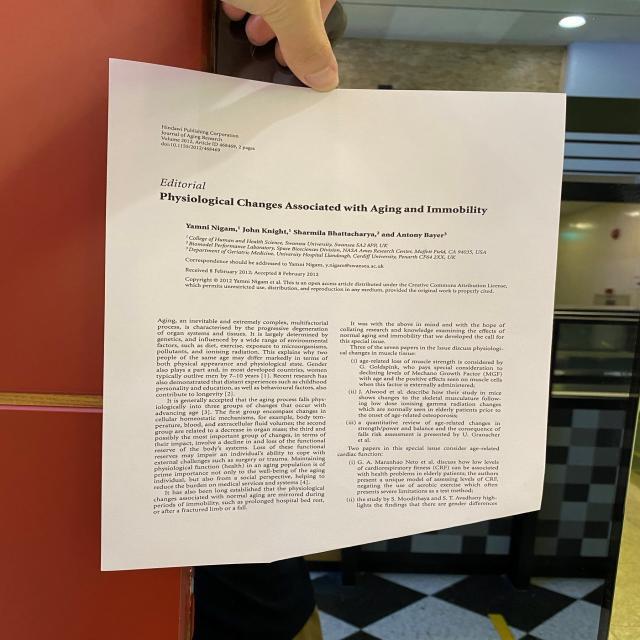 Hindawi Publishing Corporation
Journal of Aging Research
Volume 2012, Article ID 468469, 2 pages
doi:10.1155/2012/468469
Editorial
Physiological Changes Associated with Aging and Immobility
Yamni Nigam,¹ John Knight,¹ Sharmila Bhattacharya,² and Antony Bayer³
¹ College of Human and Health Science, Swansea University, Swansea SA2 8PP, UK
² Biomodel Performance Laboratory, Space Biosciences Division, NASA Ames Research Center, Moffett Field, CA 94035, USA
³ Department of Geriatric Medicine, University Hospital Llandough, Cardiff University, Penarth CF64 2XX, UK
Correspondence should be addressed to Yamni Nigam, y.nigam@swansea.ac.uk
Received 8 February 2012; Accepted 8 February 2012
Copyright © 2012 Yamni Nigam et al. This is an open access article distributed under the Creative Commons Attribution License,
which permits unrestricted use, distribution, and reproduction in any medium, provided the original work is properly cited.
Aging, an inevitable and extremely complex, multifactorial
process, is characterised by the progressive degeneration
of organ systems and tissues. It is largely determined by
genetics, and influenced by a wide range of environmental
factors, such as diet, exercise, exposure to microorganisms,
pollutants, and ionising radiation. This explains why two
people of the same age may differ markedly in terms of
both physical appearance and physiological state. Gender
also plays a part and, in most developed countries, women
typically outlive men by 7–10 years [1]. Recent research has
also demonstrated that distant experiences such as childhood
personality and education, as well as behavioural factors, also
contribute to longevity [2].
It is generally accepted that the aging process falls phys-
iologically into three groups of changes that occur with
aging [3]. The first group encompass changes in
cellular homeostatic mechanisms, for example, body tem-
perature, blood, and extracellular fluid volumes; the second
group are related to a decrease in organ mass; the third and
possibly the most important group of changes, in terms of
their impact, involve a decline in and loss of the functional
reserve of the body's systems. Loss of these functional
reserves may impair an individual's ability to cope with
external challenges such as surgery or trauma. Maintaining
physiological function (health) in an aging population is of
prime importance not only to the well-being of the aging
individual, but also from a social perspective, helping to
reduce the burden on medical services and systems [4].
It has also been long established that the physiological
changes associated with normal aging are mirrored during
periods of immobility, such as prolonged hospital bed rest,
or after a fractured limb or a fall.
It was with the above in mind and with the hope of
collating research and knowledge examining the effects of
normal aging and immobility that we developed the call for
this special issue.
Three of the seven papers in the issue discuss physiologi-
cal changes in muscle tissue:
(i) age-related loss of muscle strength is considered by
G. Goldspink, who pays special consideration to
declining levels of Mechano Growth Factor (MGF)
with age and the positive effects seen on muscle cells
when this factor is externally administered;
(ii) J. Alwood et al. describe how their study in mice
shows changes to the skeletal musculature follow-
ing low dose ionising gamma radiation changes
which are normally seen in elderly patients prior to
the onset of age-related osteoporosis;
(iii) a quantitative review of age-related changes in
strength/power and balance and the consequence of
falls risk assessment is presented by U. Granacher
et al.
Two papers in this special issue consider age-related
cardiac function:
(i) G. A. Maranhao Neto et al. discuss how low levels
of cardiorespiratory fitness (CRF) can be associated
with health problems in elderly patients; the authors
present a unique model of assessing levels of CRF,
negating the use of aerobic exercise which often
presents severe limitations as a test method;
(ii) the study by S. Moodithaya and S. T. Avadhany high-
lights the findings that there are gender differences